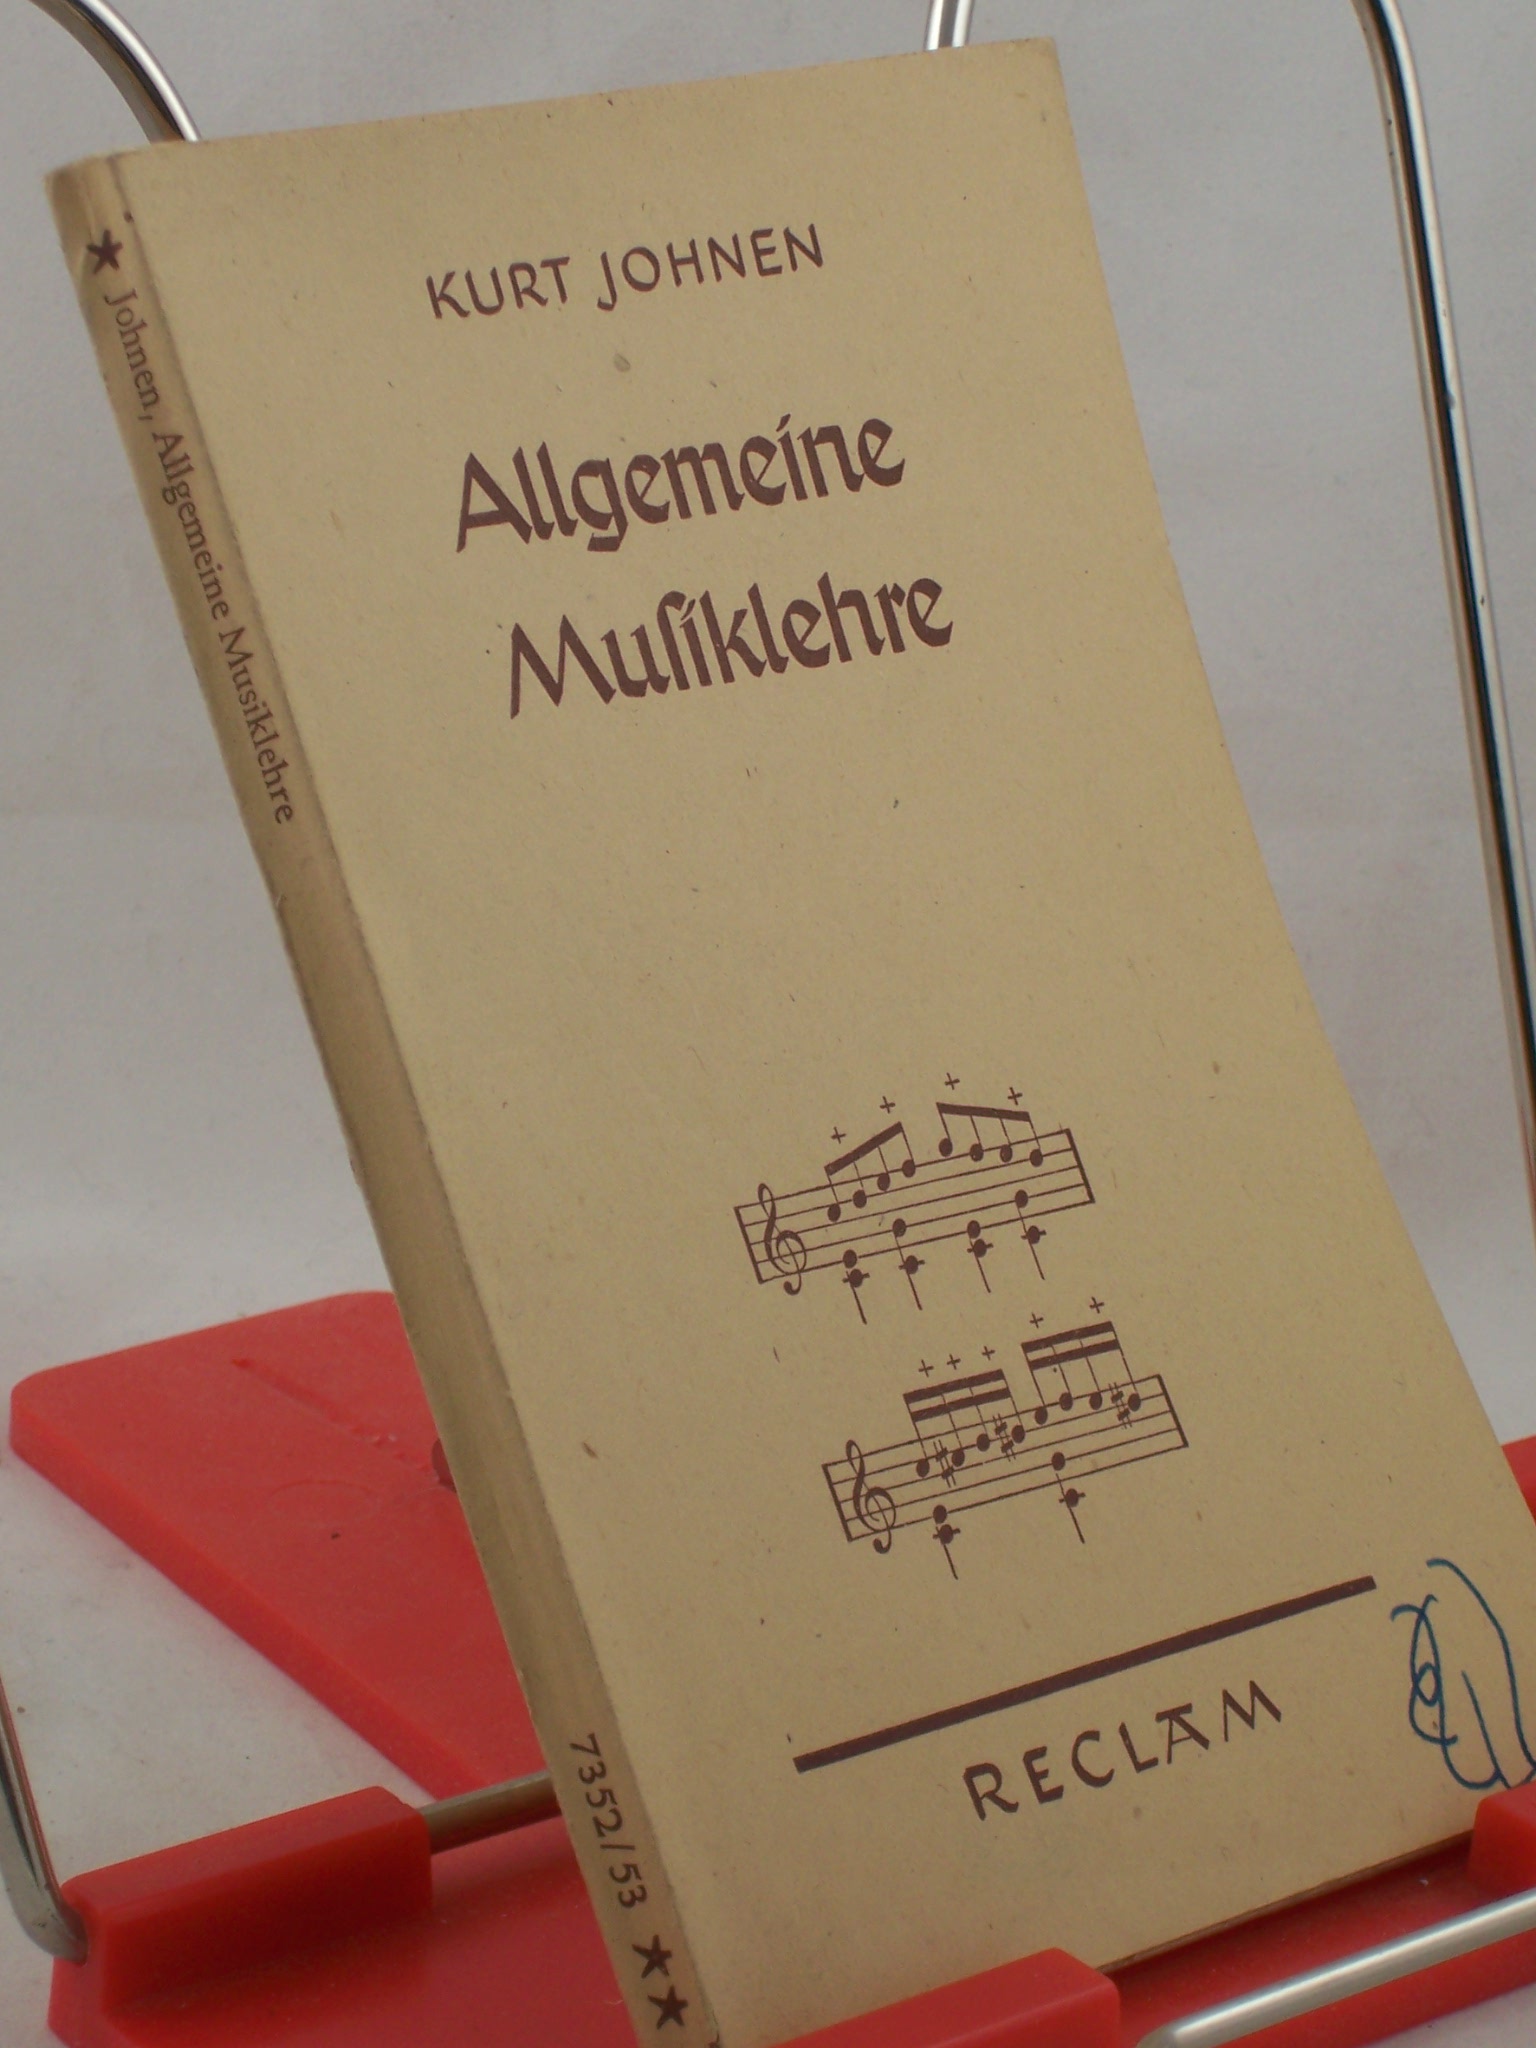 KURT JOHNEN
Allgemeine
Muſiklehre
RECLAM
Johnen, Allgemeine Musiklehre
7352/53